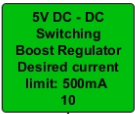 5V DC - DC
Switching
Boost Regulator
Desired current
limit: 500mA
10